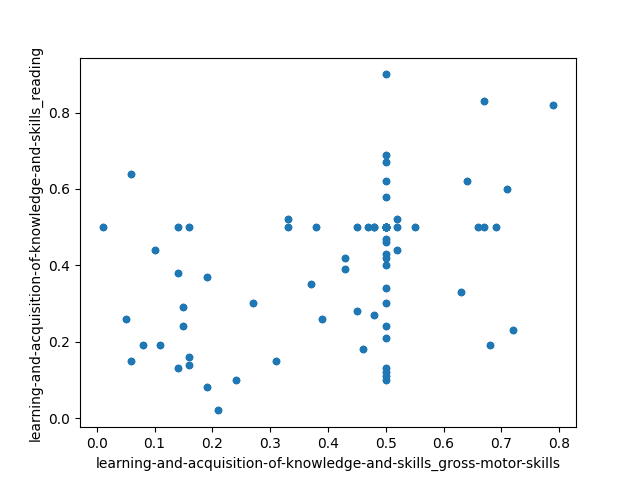 learning-and-acquisition-of-knowledge-and-skills_reading
0.8
0.6
0.4
0.2
0.0
0.0 0.1 0.2 0.3 0.4 0.5 0.6 0.7 0.8
learning-and-acquisition-of-knowledge-and-skills_gross-motor-skills